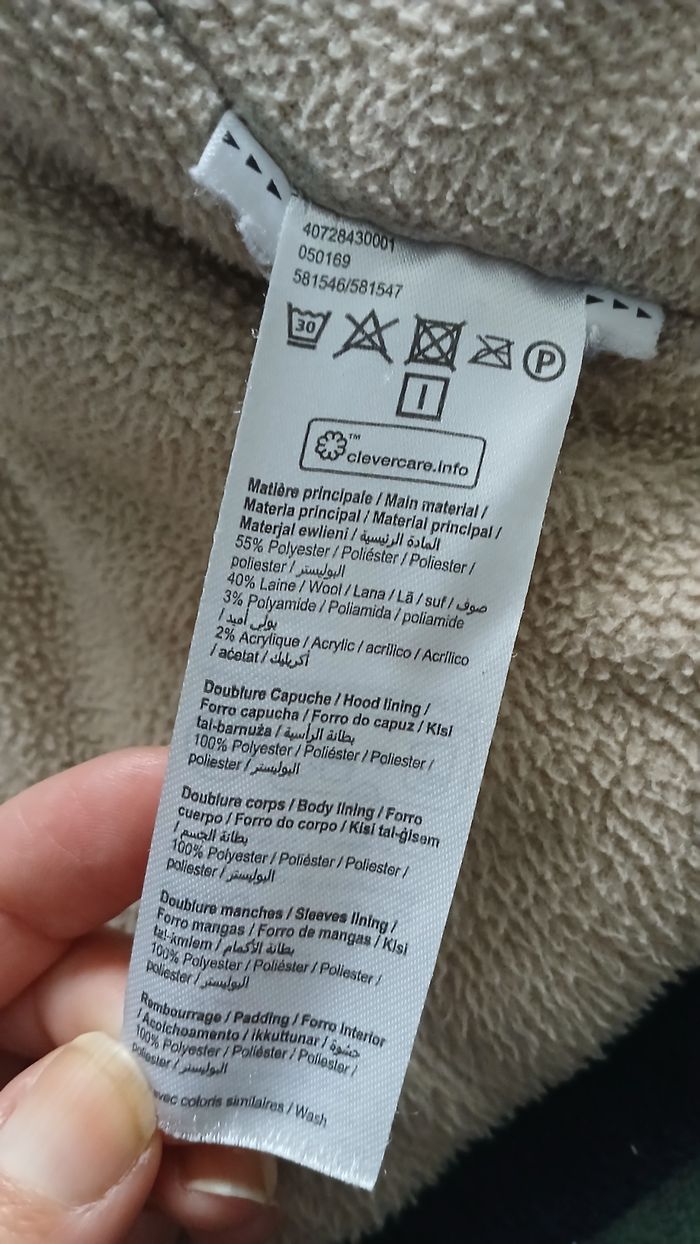 40728430001
050169
581546/581547
30
P
I
™
clevercare.info
Matière principale / Main material /
Materia principal / Material principal /
Materjal ewlieni / المادة الرئيسية
55% Polyester / Poliéster / Poliester /
poliester / البوليستر
40% Laine / Wool / Lana / Lã / suf / صوف
3% Polyamide / Poliamida / poliamide
/ بولي أميد
2% Acrylique / Acrylic / acrilico / Acrílico
/ aċetat / أكريليك
Doublure Capuche / Hood lining /
Forro capucha / Forro do capuz / Kisi
tal-barnuża / بطانة الرأسية
100% Polyester / Poliéster / Poliester /
poliester / البوليستر
Doublure corps / Body lining / Forro
cuerpo / Forro do corpo / Kisi tal-ġisem
/ بطانة الجسم
100% Polyester / Poliéster / Poliester /
poliester / البوليستر
Doublure manches / Sleeves lining /
Forro mangas / Forro de mangas / Kisi
tal-kmiem / بطانة الأكمام
100% Polyester / Poliéster / Poliester /
poliester / البوليستر
Rembourrage / Padding / Forro Interior
/ Acolchoamento / ikkuttunar / حشوة
100% Polyester / Poliéster / Poliester /
poliester / البوليستر
avec coloris similaires / Wash